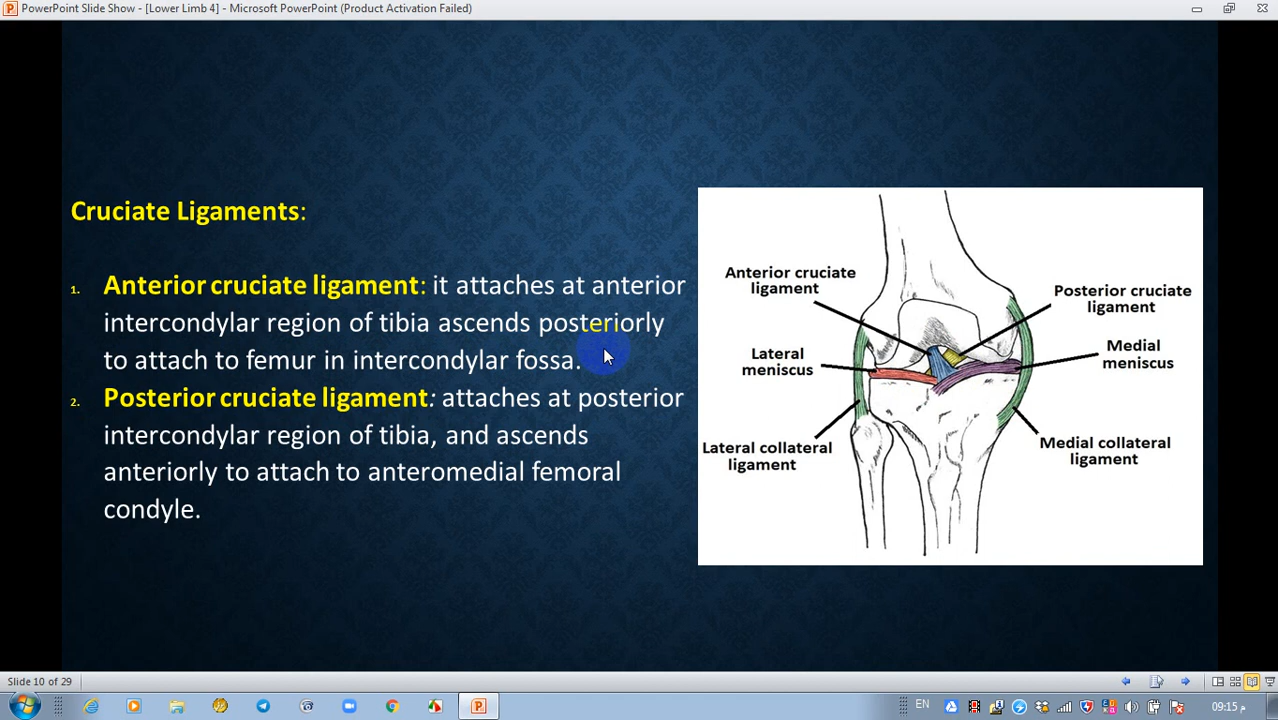 PowerPoint Slide Show - [Lower Limb 4] - Microsoft PowerPoint (Product Activation Failed)
Cruciate Ligaments:
1. Anterior cruciate ligament: it attaches at anterior
intercondylar region of tibia ascends posteriorly
to attach to femur in intercondylar fossa.
2. Posterior cruciate ligament: attaches at posterior
intercondylar region of tibia, and ascends
anteriorly to attach to anteromedial femoral
condyle.
Anterior cruciate
ligament
Posterior cruciate
ligament
Lateral
meniscus
Medial
meniscus
Lateral collateral
ligament
Medial collateral
ligament
Slide 10 of 29
EN
09:15 م